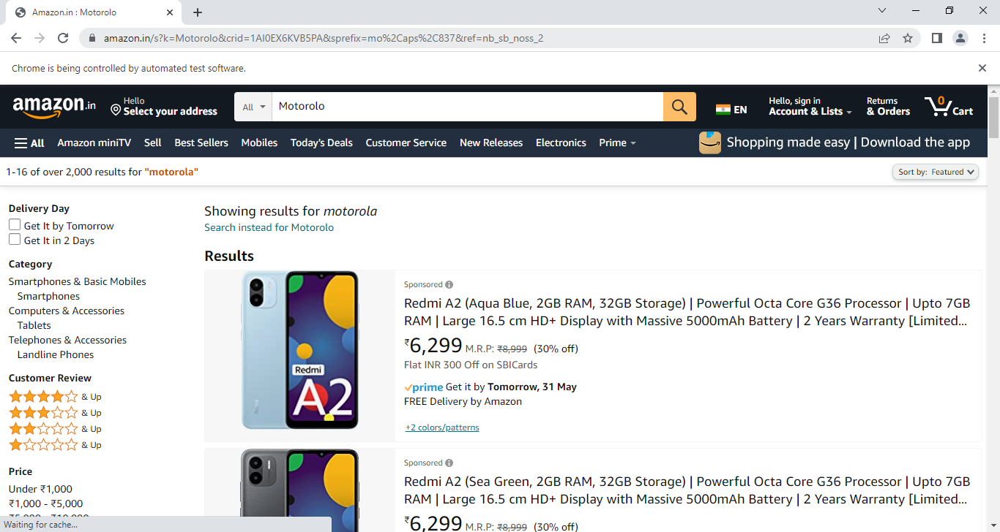 Amazon.in : Motorolo
amazon.in/s?k=Motorolo&crid=1AI0EX6KVB5PA&sprefix=mo%2Caps%2C837&ref=nb_sb_noss_2
Chrome is being controlled by automated test software.
amazon.in
Hello
Select your address
All
Motorolo
EN
Hello, sign in
Account & Lists
Returns
& Orders
0
Cart
All Amazon miniTV Sell Best Sellers Mobiles Today's Deals Customer Service New Releases Electronics Prime
Shopping made easy | Download the app
1-16 of over 2,000 results for "motorola"
Sort by: Featured
Delivery Day
Get It by Tomorrow
Get It in 2 Days
Category
Smartphones & Basic Mobiles
Smartphones
Computers & Accessories
Tablets
Telephones & Accessories
Landline Phones
Customer Review
& Up
& Up
& Up
& Up
Price
Under ₹1,000
₹1,000 - ₹5,000
₹5,000 - ₹10,000
Waiting for cache...
Showing results for motorola
Search instead for Motorolo
Results
Redmi
A2
Sponsored
Redmi A2 (Aqua Blue, 2GB RAM, 32GB Storage) | Powerful Octa Core G36 Processor | Upto 7GB
RAM | Large 16.5 cm HD+ Display with Massive 5000mAh Battery | 2 Years Warranty [Limited...
₹6,299 M.R.P: ₹8,999 (30% off)
Flat INR 300 Off on SBICards
prime Get it by Tomorrow, 31 May
FREE Delivery by Amazon
+2 colors/patterns
Sponsored
Redmi A2 (Sea Green, 2GB RAM, 32GB Storage) | Powerful Octa Core G36 Processor | Upto 7GB
RAM | Large 16.5 cm HD+ Display with Massive 5000mAh Battery | 2 Years Warranty [Limited...
₹6,299 M.R.P: ₹8,999 (30% off)